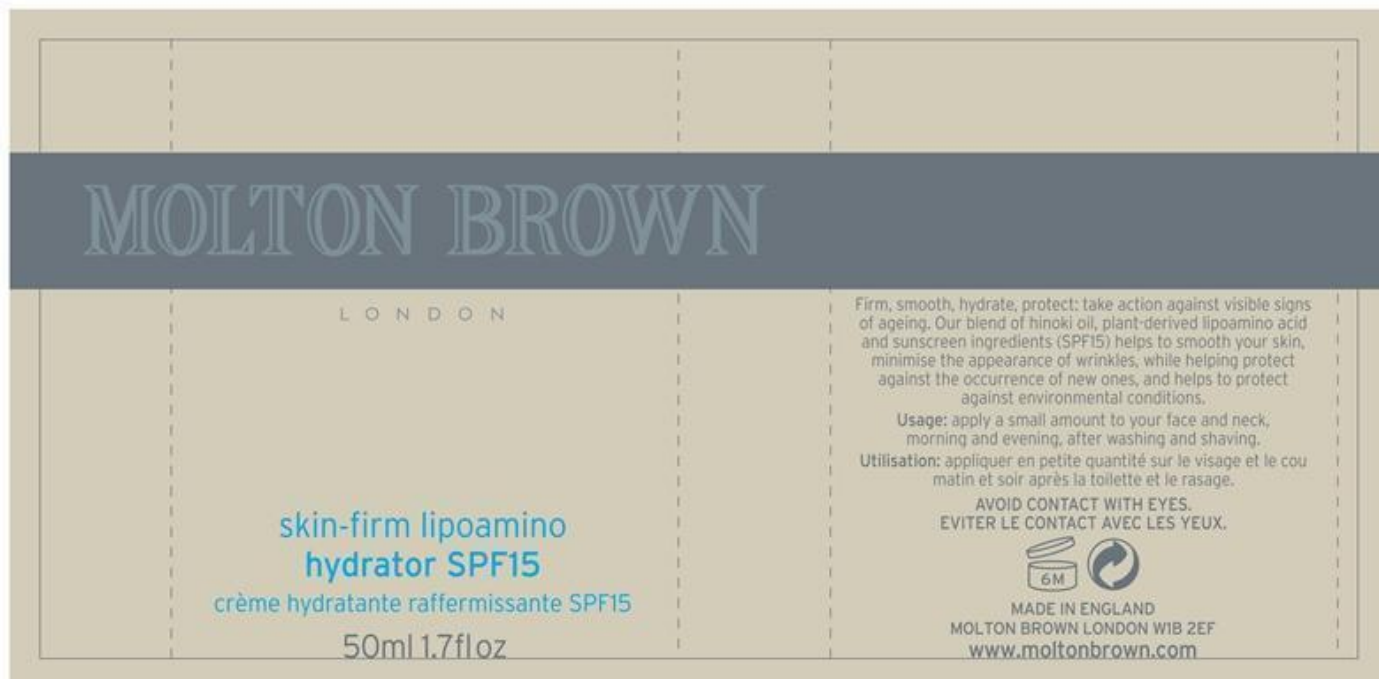 MOLTON BROWN
LONDON
skin-firm lipoamino
hydrator SPF15
crème hydratante raffermissante SPF15
50ml 1.7fl oz
Firm, smooth, hydrate, protect: take action against visible signs
of ageing. Our blend of hinoki oil, plant-derived lipoamino acid
and sunscreen ingredients (SPF15) helps to smooth your skin,
minimise the appearance of wrinkles, while helping protect
against the occurrence of new ones, and helps to protect
against environmental conditions.
Usage: apply a small amount to your face and neck,
morning and evening, after washing and shaving.
Utilisation: appliquer en petite quantité sur le visage et le cou
matin et soir après la toilette et le rasage.
AVOID CONTACT WITH EYES.
EVITER LE CONTACT AVEC LES YEUX.
6M
MADE IN ENGLAND
MOLTON BROWN LONDON W1B 2EF
www.moltonbrown.com